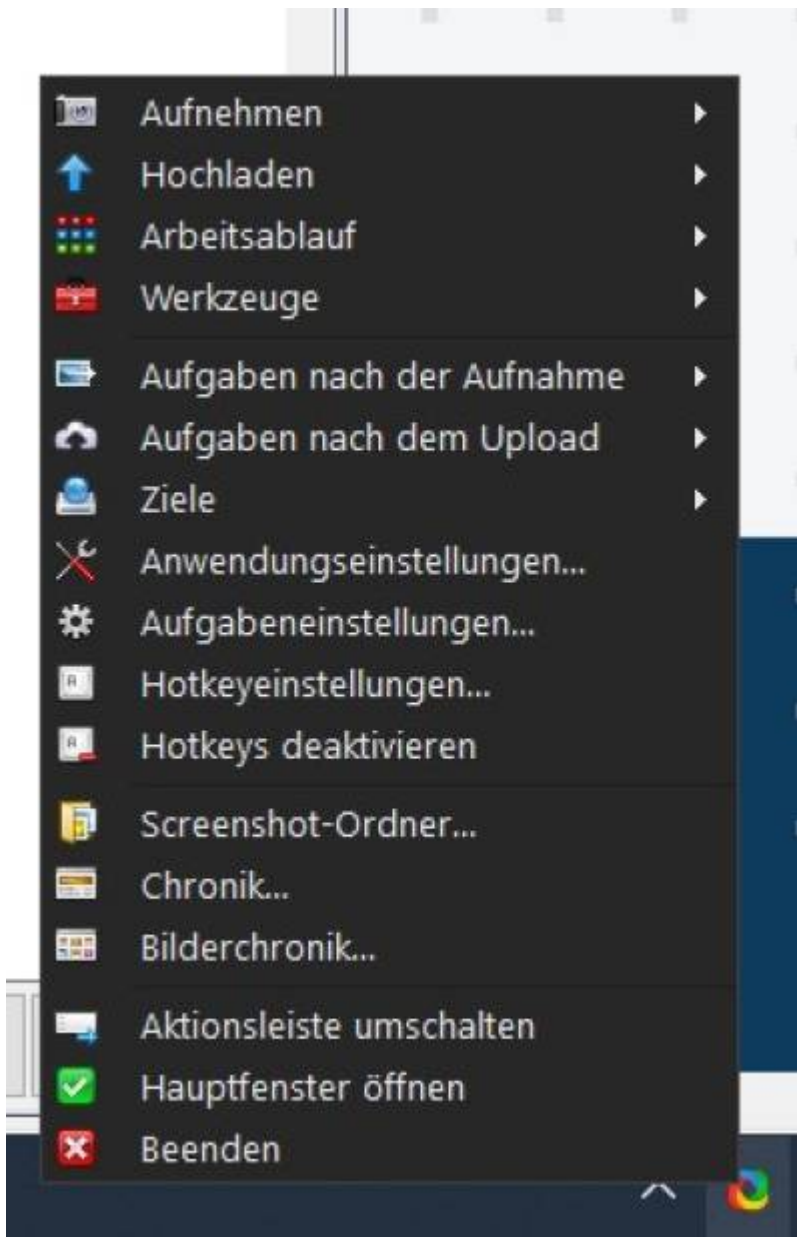 Aufnehmen
Hochladen
Arbeitsablauf
Werkzeuge
Aufgaben nach der Aufnahme
Aufgaben nach dem Upload
Ziele
Anwendungseinstellungen...
Aufgabeneinstellungen...
Hotkeyeinstellungen...
Hotkeys deaktivieren
Screenshot-Ordner...
Chronik...
Bilderchronik...
Aktionsleiste umschalten
Hauptfenster öffnen
Beenden